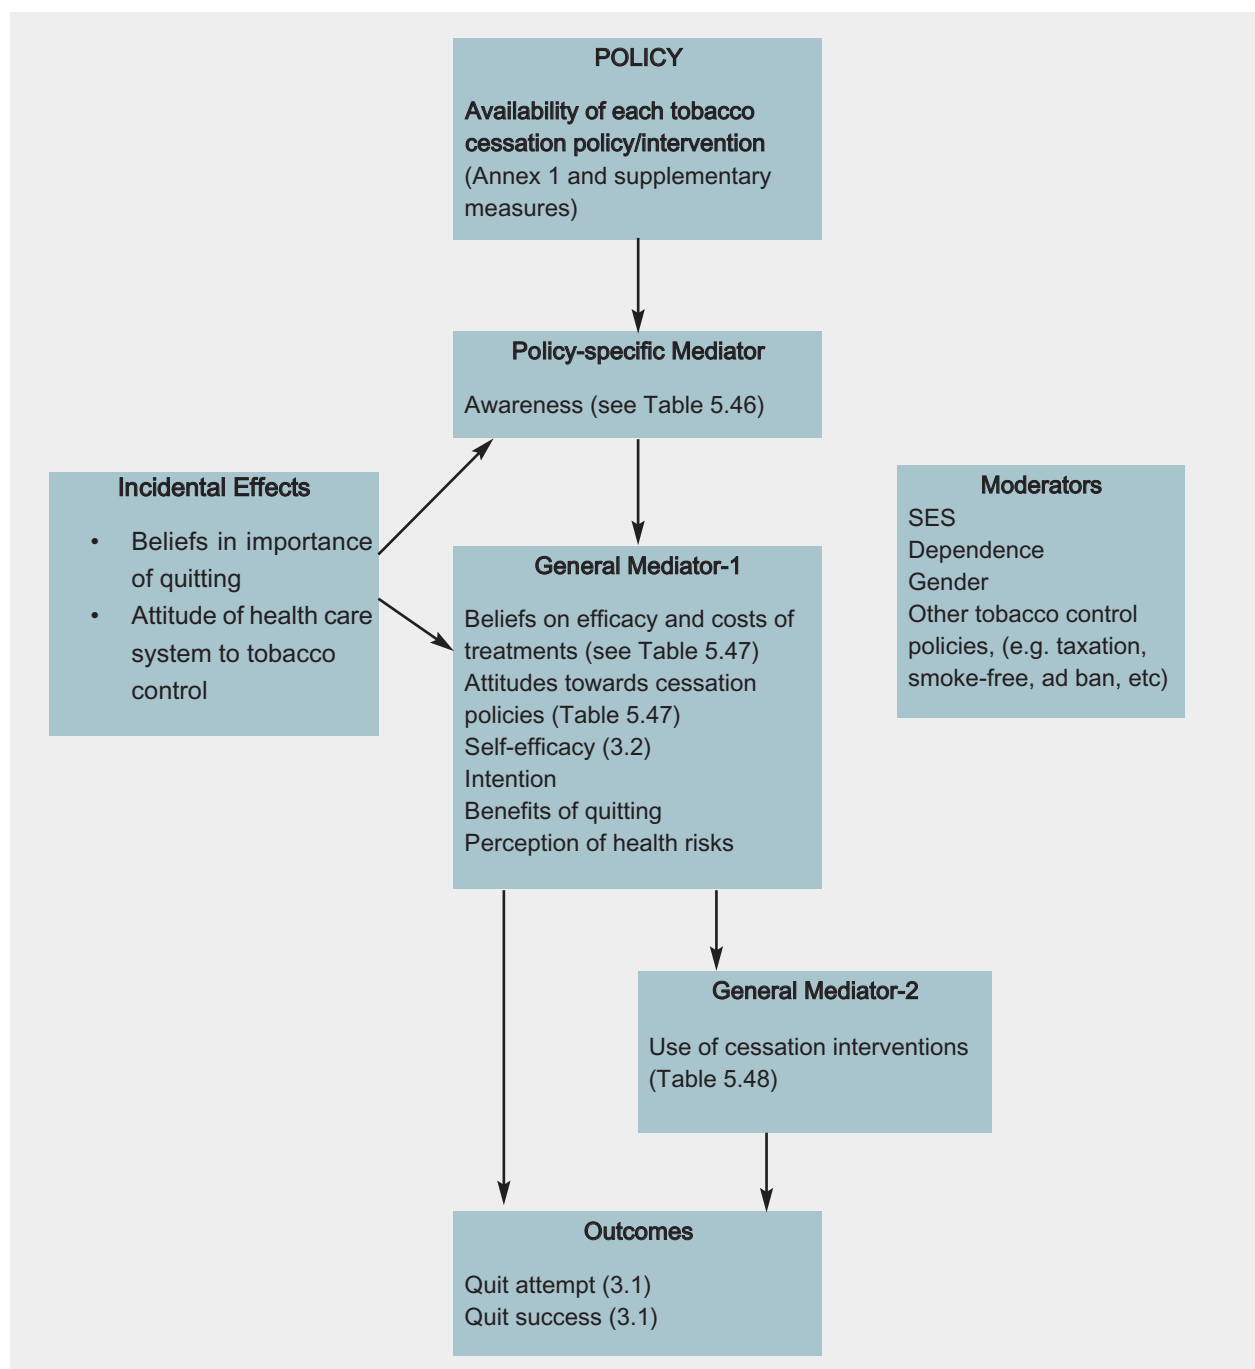 POLICY
Availability of each tobacco
cessation policy/intervention
(Annex 1 and supplementary
measures)
Policy-specific Mediator
Awareness (see Table 5.46)
Incidental Effects
• Beliefs in importance
of quitting
• Attitude of health care
system to tobacco
control
General Mediator-1
Beliefs on efficacy and costs of
treatments (see Table 5.47)
Attitudes towards cessation
policies (Table 5.47)
Self-efficacy (3.2)
Intention
Benefits of quitting
Perception of health risks
Moderators
SES
Dependence
Gender
Other tobacco control
policies, (e.g. taxation,
smoke-free, ad ban, etc)
General Mediator-2
Use of cessation interventions
(Table 5.48)
Outcomes
Quit attempt (3.1)
Quit success (3.1)